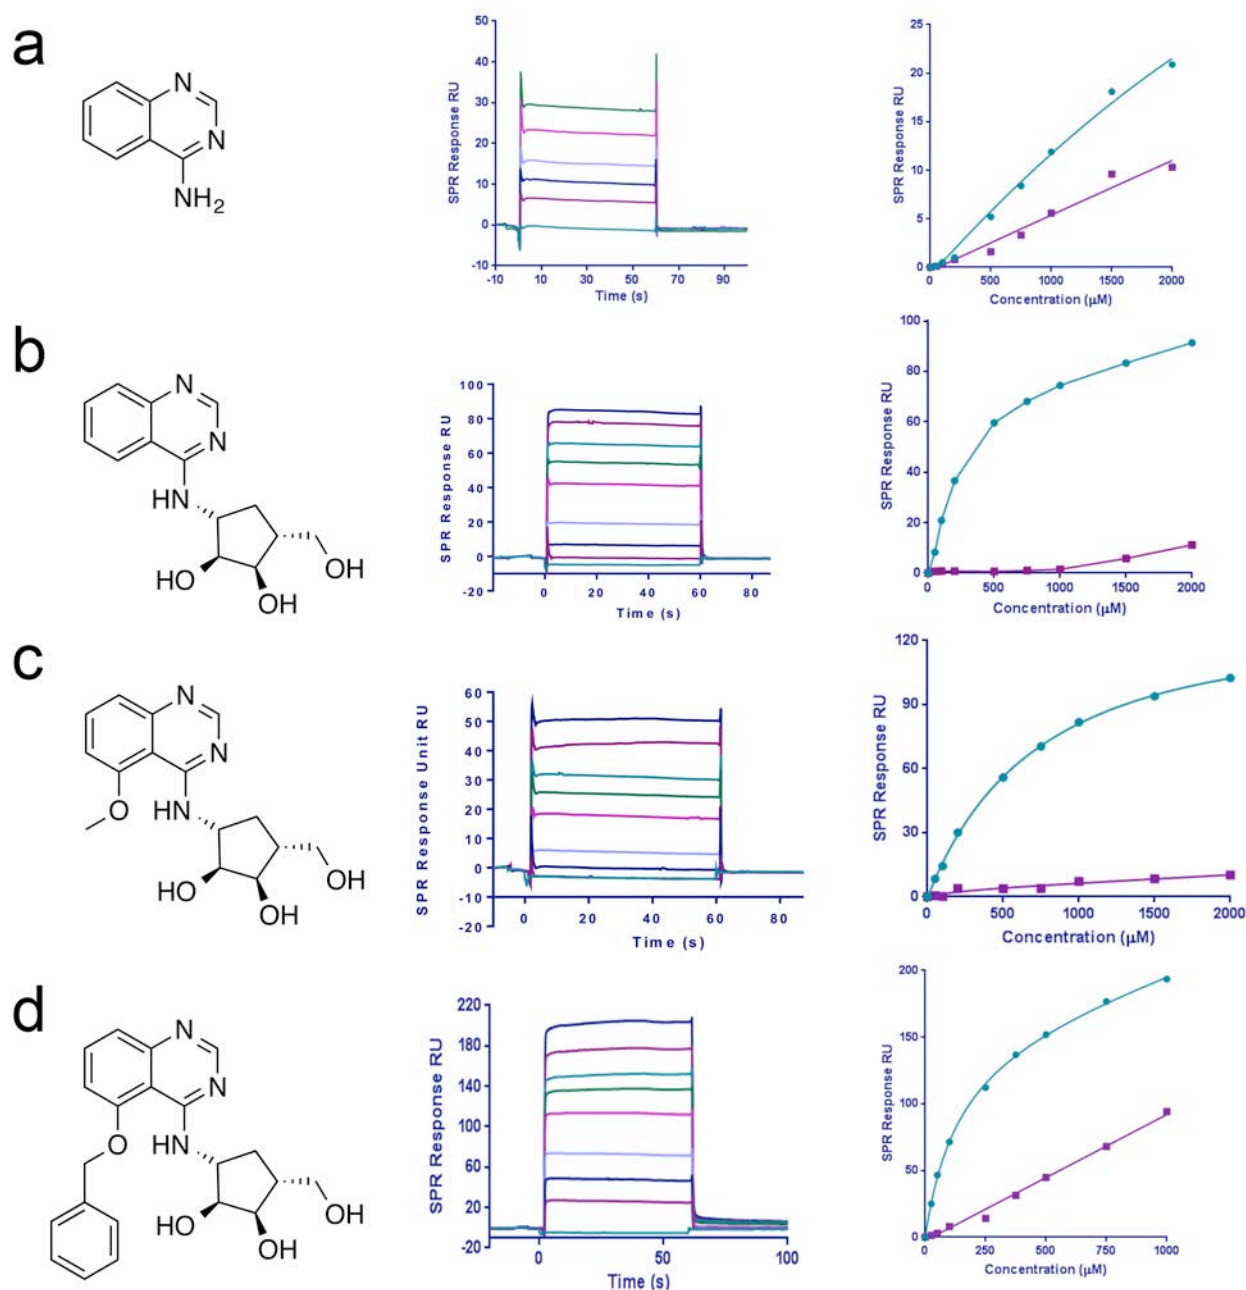 a
N
N
NH2
SPR Response RU
50
40
30
20
10
0
-10
-10
10
30
50
70
90
Time (s)
SPR Response RU
25
20
15
10
5
0
0
500
1000
1500
2000
Concentration (μM)
b
N
N
HN
HO
OH
OH
SPR Response RU
100
80
60
40
20
0
-20
0
20
40
60
80
Time (s)
SPR Response RU
100
80
60
40
20
0
0
500
1000
1500
2000
Concentration (μM)
c
N
N
O
HN
HO
OH
OH
SPR Response Unit RU
60
50
40
30
20
10
0
-10
-20
0
20
40
60
80
Time (s)
SPR Response RU
120
90
60
30
0
0
500
1000
1500
2000
Concentration (μM)
d
N
N
O
HN
HO
OH
OH
SPR Response RU
220
180
140
100
60
20
-20
0
50
100
Time (s)
SPR Response RU
200
150
100
50
0
0
250
500
750
1000
Concentration (μM)